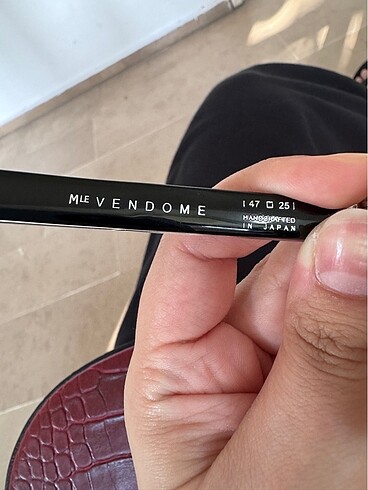 MLE VENDOME
| 47 □ 25 |
HANDCRAFTED
IN JAPAN